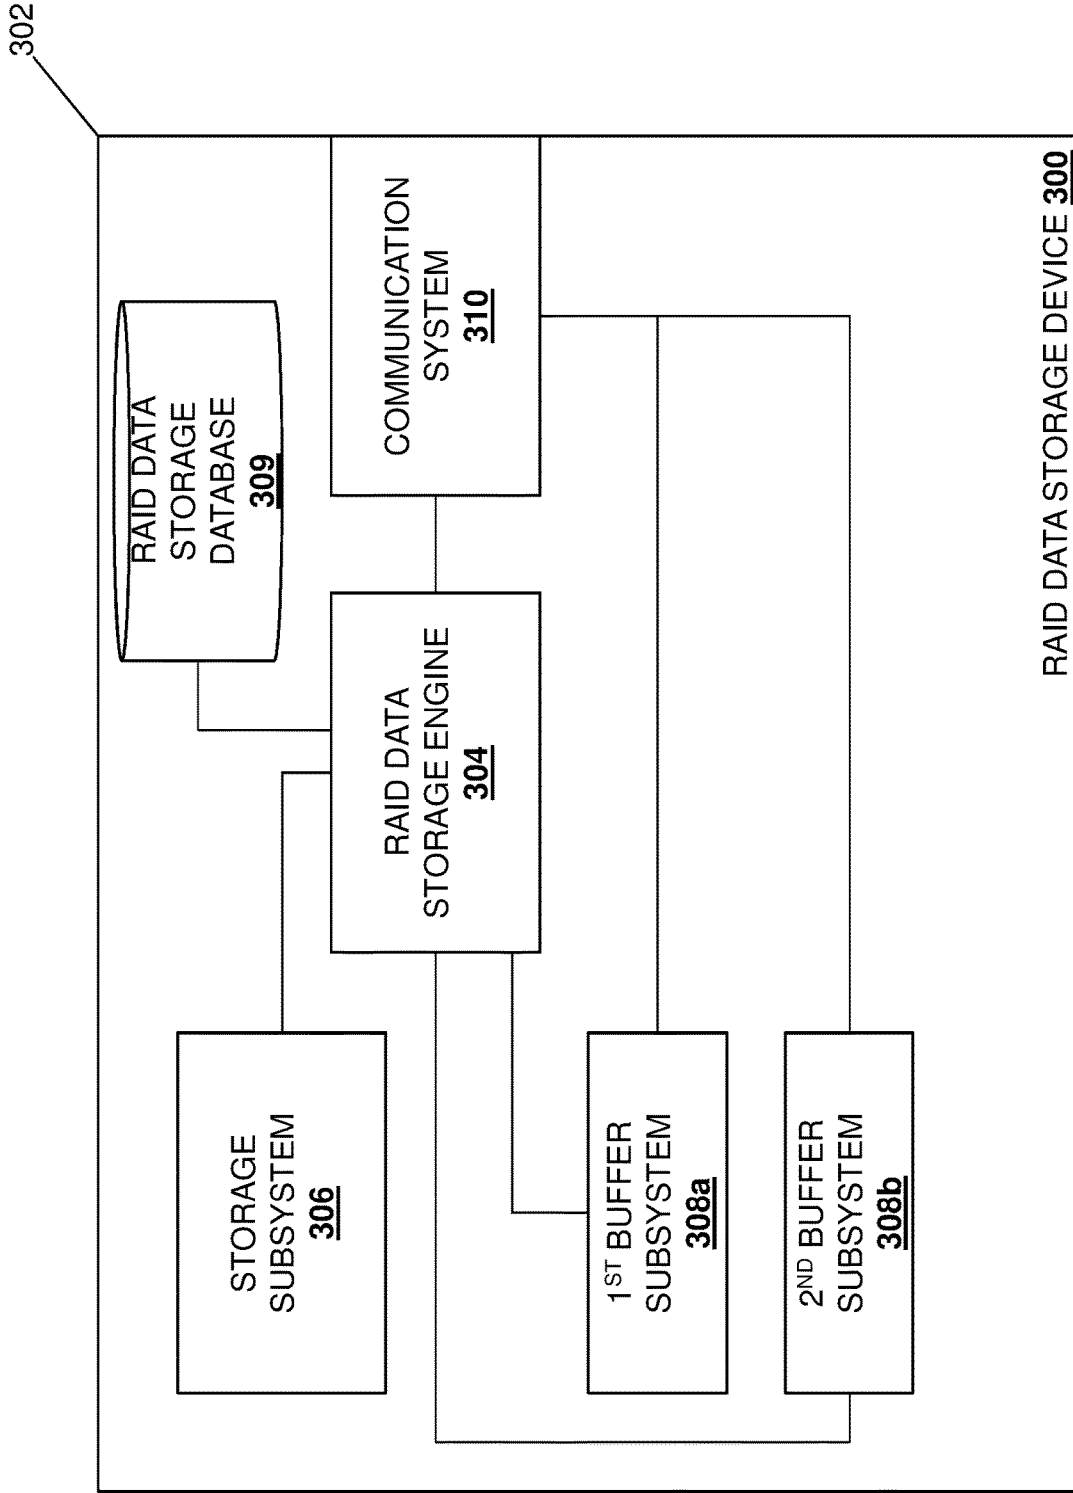 302
RAID DATA
STORAGE
DATABASE
309
COMMUNICATION
SYSTEM
310
RAID DATA
STORAGE ENGINE
304
STORAGE
SUBSYSTEM
306
1ST BUFFER
SUBSYSTEM
308a
2ND BUFFER
SUBSYSTEM
308b
RAID DATA STORAGE DEVICE 300